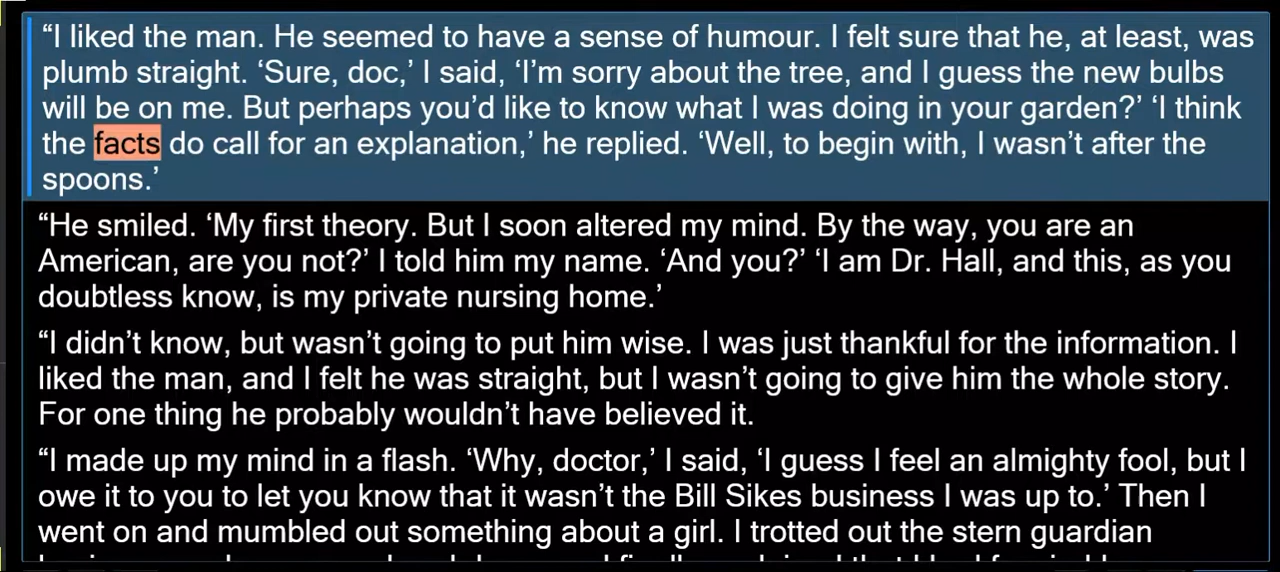 “I liked the man. He seemed to have a sense of humour. I felt sure that he, at least, was
plumb straight. ‘Sure, doc,’ I said, ‘I’m sorry about the tree, and I guess the new bulbs
will be on me. But perhaps you’d like to know what I was doing in your garden?’ ‘I think
the facts do call for an explanation,’ he replied. ‘Well, to begin with, I wasn’t after the
spoons.’
“He smiled. ‘My first theory. But I soon altered my mind. By the way, you are an
American, are you not?’ I told him my name. ‘And you?’ ‘I am Dr. Hall, and this, as you
doubtless know, is my private nursing home.’
“I didn’t know, but wasn’t going to put him wise. I was just thankful for the information. I
liked the man, and I felt he was straight, but I wasn’t going to give him the whole story.
For one thing he probably wouldn’t have believed it.
“I made up my mind in a flash. ‘Why, doctor,’ I said, ‘I guess I feel an almighty fool, but I
owe it to you to let you know that it wasn’t the Bill Sikes business I was up to.’ Then I
went on and mumbled out something about a girl. I trotted out the stern guardian